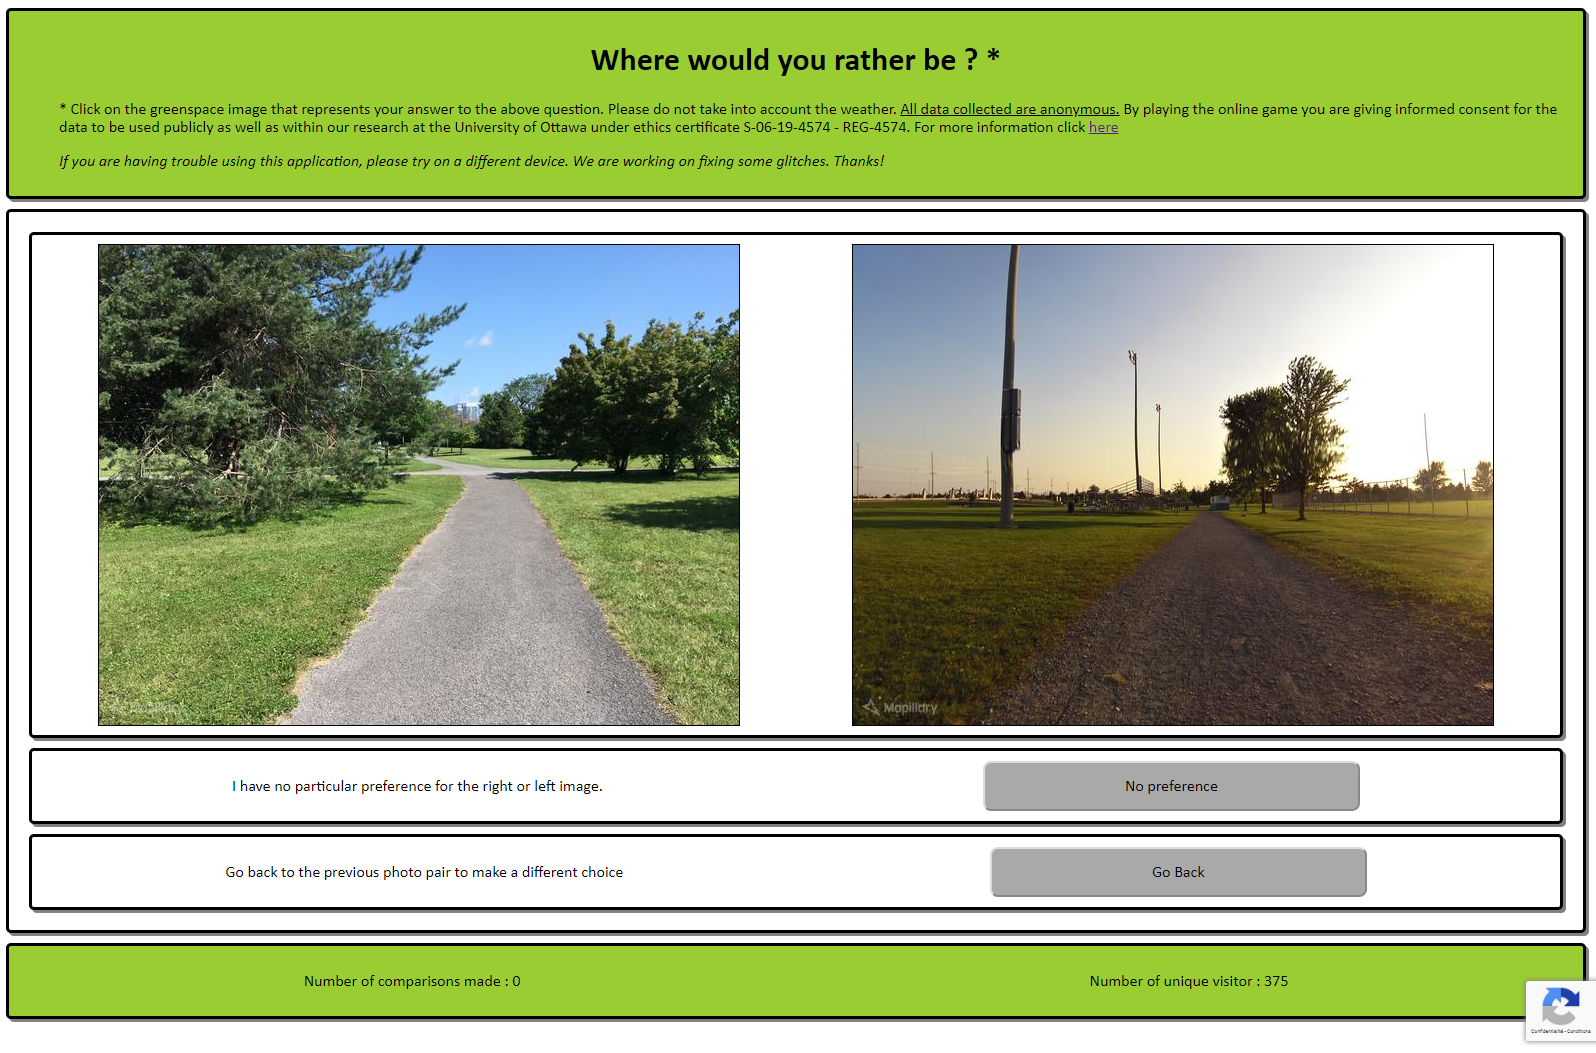 Where would you rather be ? *
* Click on the greenspace image that represents your answer to the above question. Please do not take into account the weather. All data collected are anonymous. By playing the online game you are giving informed consent for the
data to be used publicly as well as within our research at the University of Ottawa under ethics certificate S-06-19-4574 - REG-4574. For more information click here
If you are having trouble using this application, please try on a different device. We are working on fixing some glitches. Thanks!
Mapillary
Mapillary
I have no particular preference for the right or left image.
No preference
Go back to the previous photo pair to make a different choice
Go Back
Number of comparisons made : 0
Number of unique visitor : 375
Confidentialité - Conditions